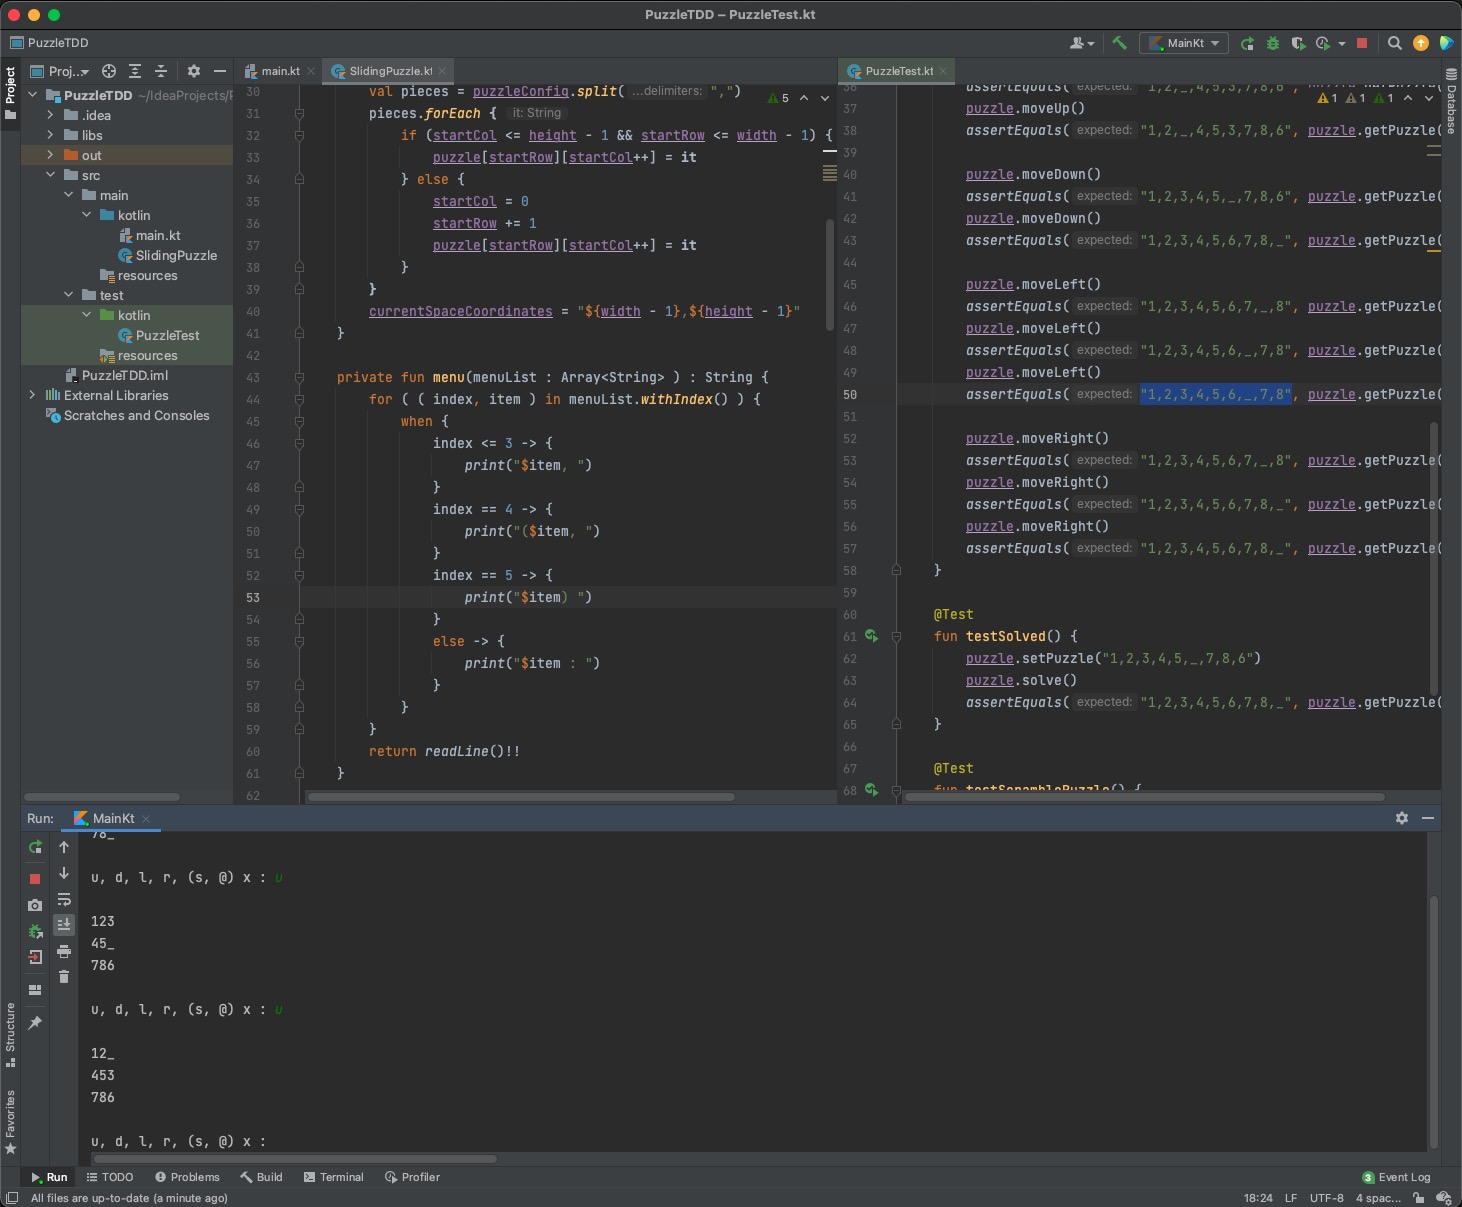 PuzzleTDD – PuzzleTest.kt
PuzzleTDD
MainKt
Project
Proj...
PuzzleTDD ~/IdeaProjects/
.idea
libs
out
src
main
kotlin
main.kt
SlidingPuzzle
resources
test
kotlin
PuzzleTest
resources
PuzzleTDD.iml
External Libraries
Scratches and Consoles
main.kt
SlidingPuzzle.kt
5
30 val pieces = puzzleConfig.split( ...delimiters: ",")
31 pieces.forEach { it: String
32 if (startCol <= height - 1 && startRow <= width - 1) {
33 puzzle[startRow][startCol++] = it
34 } else {
35 startCol = 0
36 startRow += 1
37 puzzle[startRow][startCol++] = it
38 }
39 }
40 currentSpaceCoordinates = "${width - 1},${height - 1}"
41 }
42
43 private fun menu(menuList : Array<String> ) : String {
44 for ( ( index, item ) in menuList.withIndex() ) {
45 when {
46 index <= 3 -> {
47 print("$item, ")
48 }
49 index == 4 -> {
50 print("($item, ")
51 }
52 index == 5 -> {
53 print("$item) ")
54 }
55 else -> {
56 print("$item : ")
57 }
58 }
59 }
60 return readLine()!!
61 }
62
PuzzleTest.kt
1 1 1
36 assertEquals( expected: "1,2,_,4,5,3,7,8,6",
37 puzzle.moveUp()
38 assertEquals( expected: "1,2,_,4,5,3,7,8,6", puzzle.getPuzzle(
39
40 puzzle.moveDown()
41 assertEquals( expected: "1,2,3,4,5,_,7,8,6", puzzle.getPuzzle(
42 puzzle.moveDown()
43 assertEquals( expected: "1,2,3,4,5,6,7,8,_", puzzle.getPuzzle(
44
45 puzzle.moveLeft()
46 assertEquals( expected: "1,2,3,4,5,6,7,_,8", puzzle.getPuzzle(
47 puzzle.moveLeft()
48 assertEquals( expected: "1,2,3,4,5,6,_,7,8", puzzle.getPuzzle(
49 puzzle.moveLeft()
50 assertEquals( expected: "1,2,3,4,5,6,_,7,8", puzzle.getPuzzle(
51
52 puzzle.moveRight()
53 assertEquals( expected: "1,2,3,4,5,6,7,_,8", puzzle.getPuzzle(
54 puzzle.moveRight()
55 assertEquals( expected: "1,2,3,4,5,6,7,8,_", puzzle.getPuzzle(
56 puzzle.moveRight()
57 assertEquals( expected: "1,2,3,4,5,6,7,8,_", puzzle.getPuzzle(
58 }
59
60 @Test
61 fun testSolved() {
62 puzzle.setPuzzle("1,2,3,4,5,_,7,8,6")
63 puzzle.solve()
64 assertEquals( expected: "1,2,3,4,5,6,7,8,_", puzzle.getPuzzle(
65 }
66
67 @Test
68 fun testScramblePuzzle() {
Database
Run: MainKt
78_
u, d, l, r, (s, @) x : u
123
45_
786
u, d, l, r, (s, @) x : u
12_
453
786
u, d, l, r, (s, @) x :
Structure
Favorites
Run TODO Problems Build Terminal Profiler 3 Event Log
All files are up-to-date (a minute ago) 18:24 LF UTF-8 4 spac...